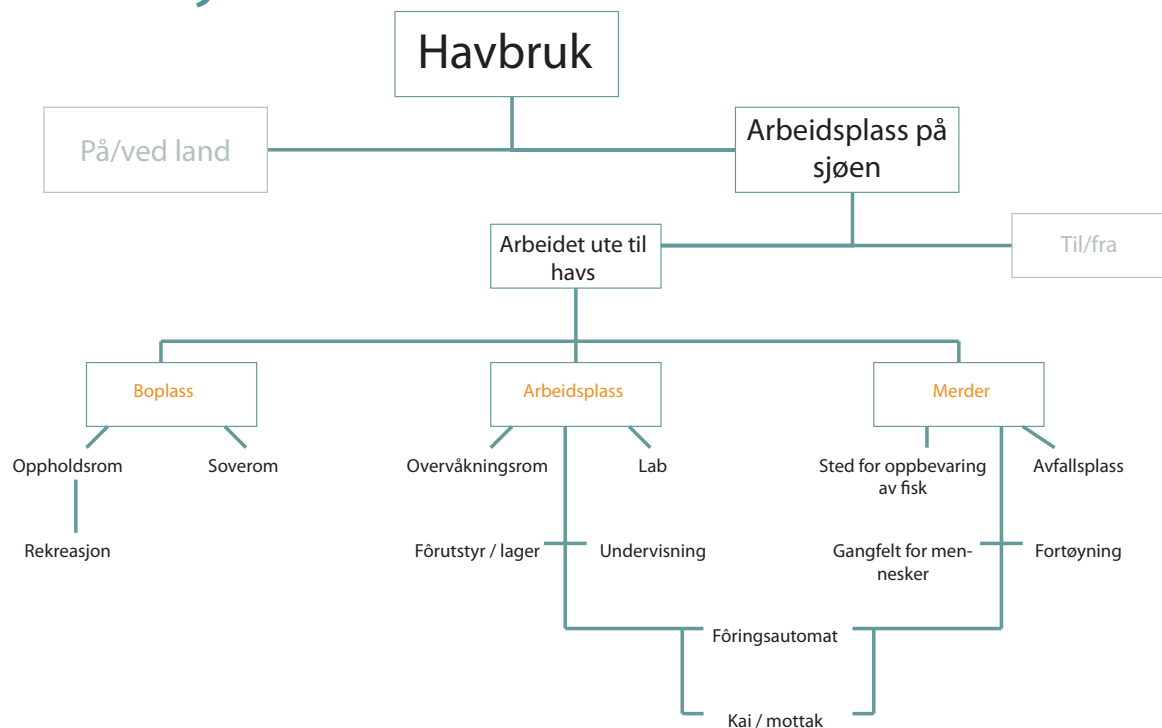 Havbruk
På/ved land
Arbeidsplass på
sjøen
Arbeidet ute til
havs
Til/fra
Boplass
Arbeidsplass
Merder
Oppholdsrom
Soverom
Overvåkningsrom
Lab
Sted for oppbevaring
av fisk
Avfallsplass
Rekreasjon
Fôrutstyr / lager
Undervisning
Gangfelt for men-
nesker
Fortøyning
Fôringsautomat
Kai / mottak